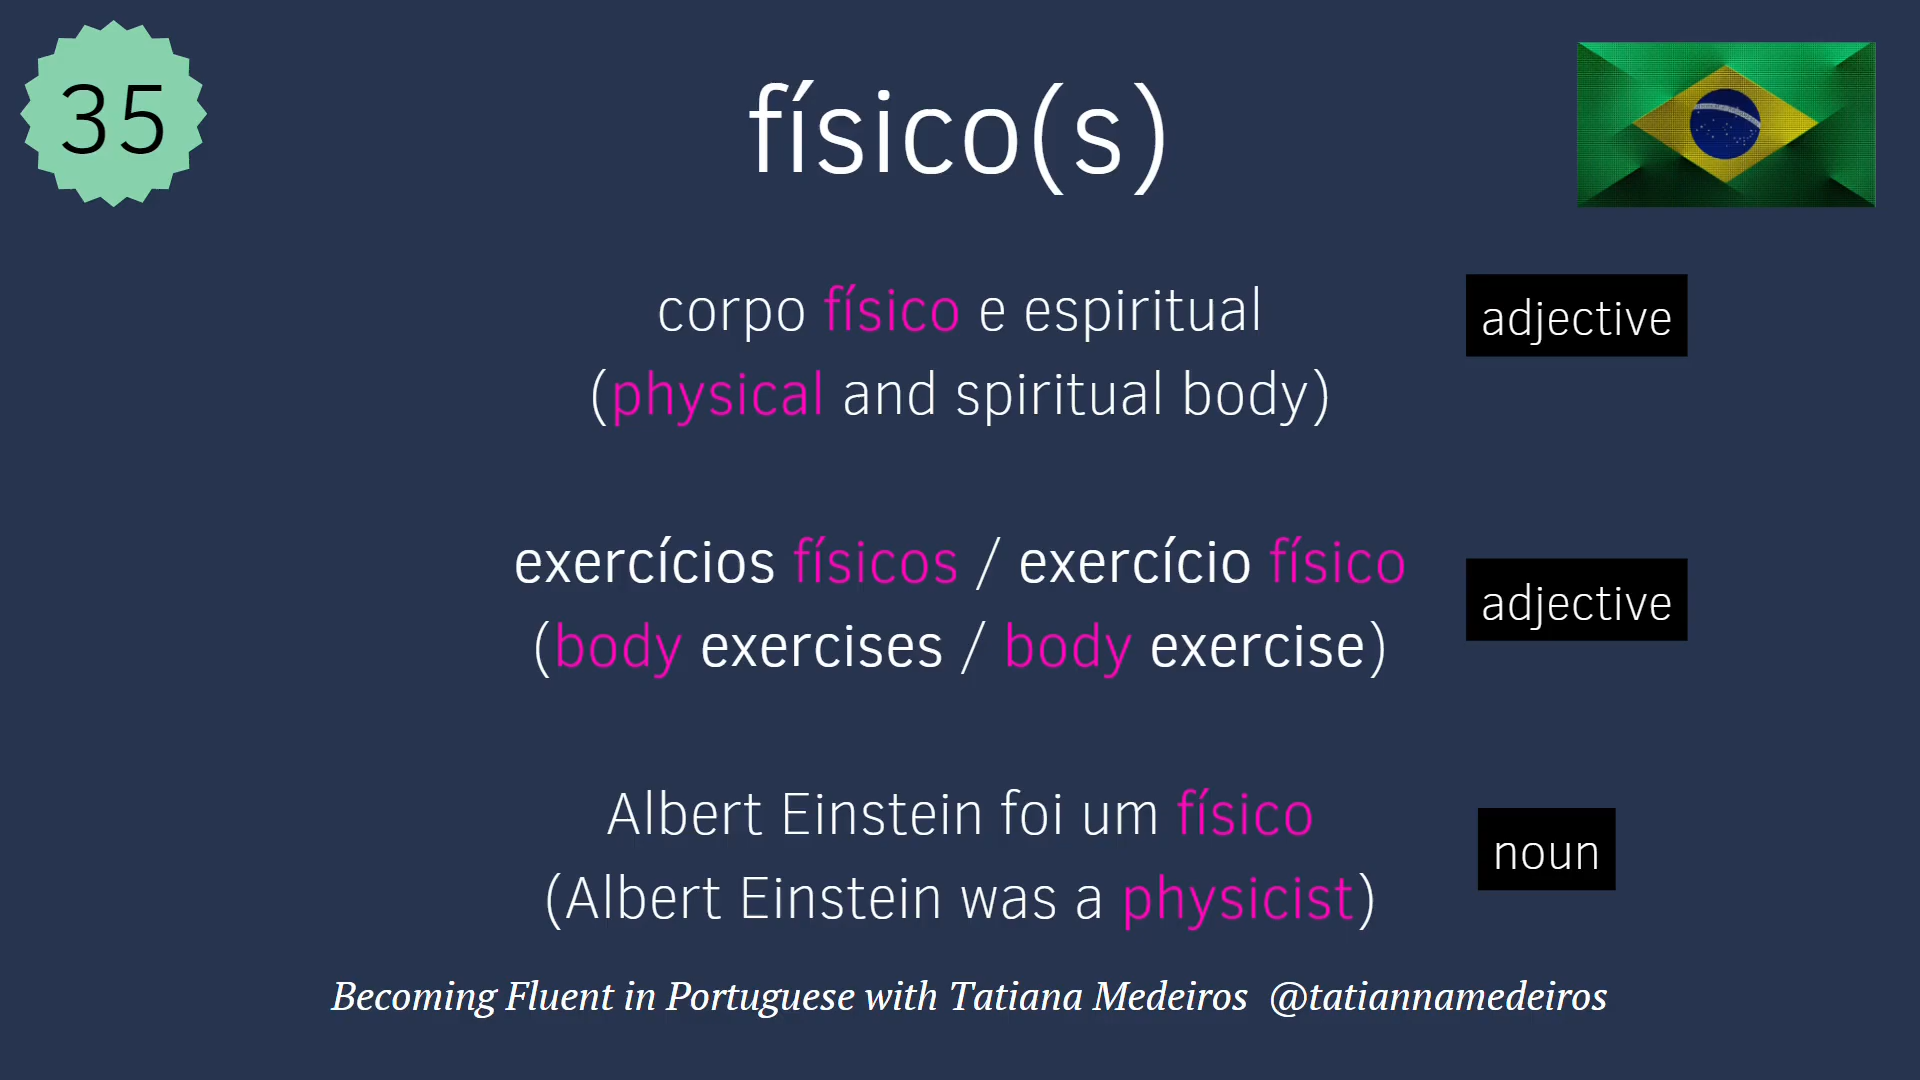 35
físico(s)
corpo físico e espiritual
adjective
(physical and spiritual body)
exercícios físicos / exercício físico
adjective
(body exercises / body exercise)
Albert Einstein foi um físico
noun
(Albert Einstein was a physicist)
Becoming Fluent in Portuguese with Tatiana Medeiros @tatiannamedeiros